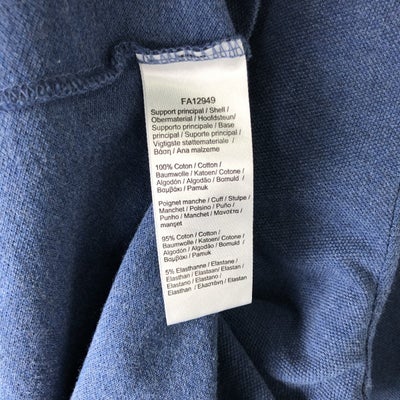 FA12949
Support principal / Shell /
Obermaterial / Hoofdsteun/
Supporto principale / Base
principal / Suporte principal /
Vigtigste støttemateriale /
Βάση / Ana malzeme
100% Coton / Cotton /
Baumwolle / Katoen/ Cotone /
Algodón / Algodão / Bomuld /
Βαμβάκι / Pamuk
Poignet manche / Cuff / Stulpe
/ Manchet / Polsino / Puño /
Punho / Manchet / Μανσέτα /
manşet
95% Coton / Cotton /
Baumwolle / Katoen/ Cotone /
Algodón / Algodão / Bomuld /
Βαμβάκι / Pamuk
5% Elasthanne / Elastane /
Elasthan / Elastaan/ Elastan /
Elastano / Elastano /
Elasthan / Ελαστάνη / Elastan